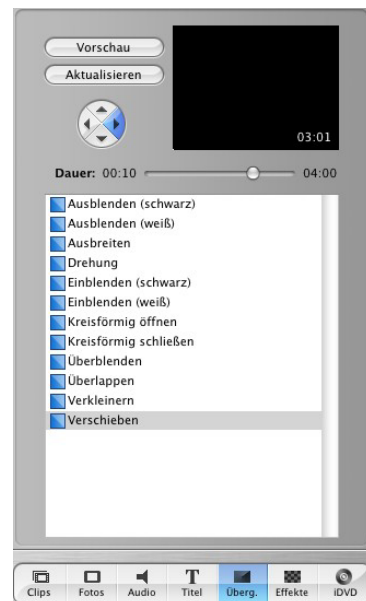 Vorschau
Aktualisieren
03:01
Dauer: 00:10 04:00
Ausblenden (schwarz)
Ausblenden (weiß)
Ausbreiten
Drehung
Einblenden (schwarz)
Einblenden (weiß)
Kreisförmig öffnen
Kreisförmig schließen
Überblenden
Überlappen
Verkleinern
Verschieben
Clips Fotos Audio Titel Überg. Effekte iDVD